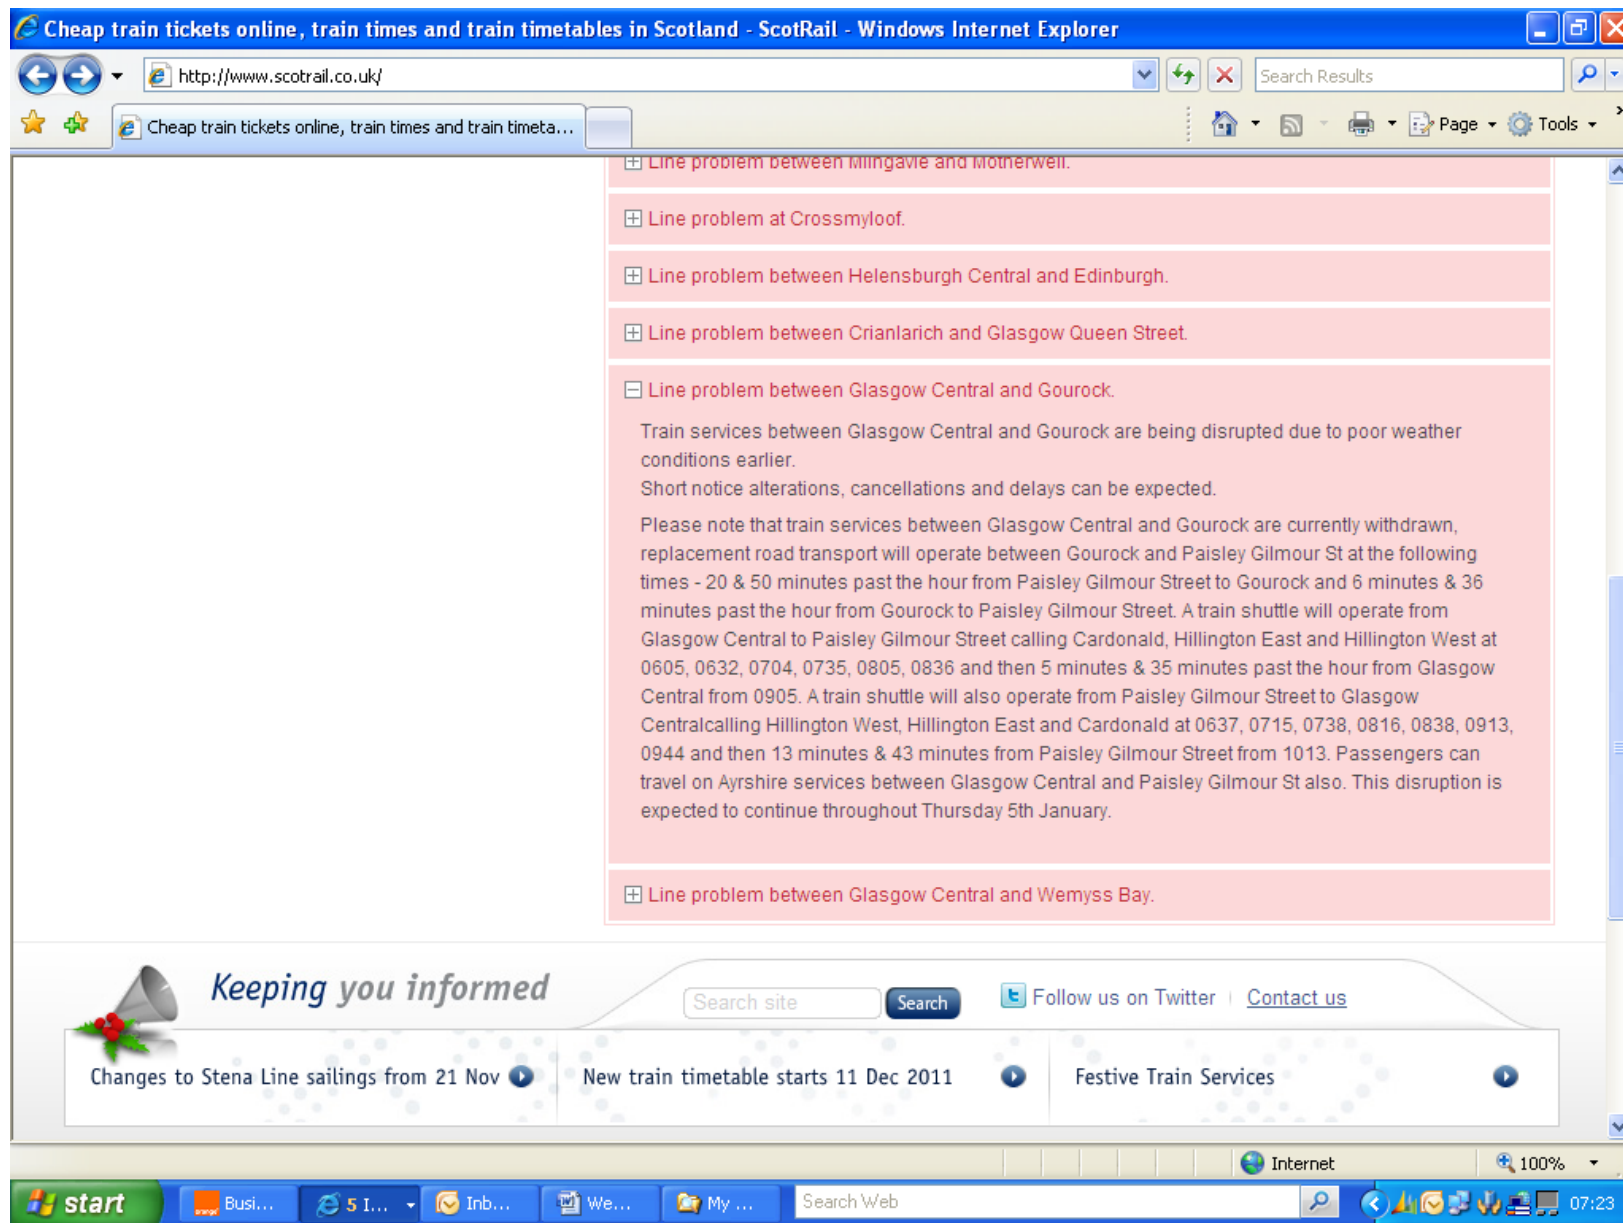 Cheap train tickets online, train times and train timetables in Scotland - ScotRail - Windows Internet Explorer
http://www.scotrail.co.uk/
Search Results
Cheap train tickets online, train times and train timeta...
Page
Tools
Line problem between Milngavie and Motherwell.
Line problem at Crossmyloof.
Line problem between Helensburgh Central and Edinburgh.
Line problem between Crianlarich and Glasgow Queen Street.
Line problem between Glasgow Central and Gourock.
Train services between Glasgow Central and Gourock are being disrupted due to poor weather
conditions earlier.
Short notice alterations, cancellations and delays can be expected.
Please note that train services between Glasgow Central and Gourock are currently withdrawn,
replacement road transport will operate between Gourock and Paisley Gilmour St at the following
times - 20 & 50 minutes past the hour from Paisley Gilmour Street to Gourock and 6 minutes & 36
minutes past the hour from Gourock to Paisley Gilmour Street. A train shuttle will operate from
Glasgow Central to Paisley Gilmour Street calling Cardonald, Hillington East and Hillington West at
0605, 0632, 0704, 0735, 0805, 0836 and then 5 minutes & 35 minutes past the hour from Glasgow
Central from 0905. A train shuttle will also operate from Paisley Gilmour Street to Glasgow
Centralcalling Hillington West, Hillington East and Cardonald at 0637, 0715, 0738, 0816, 0838, 0913,
0944 and then 13 minutes & 43 minutes from Paisley Gilmour Street from 1013. Passengers can
travel on Ayrshire services between Glasgow Central and Paisley Gilmour St also. This disruption is
expected to continue throughout Thursday 5th January.
Line problem between Glasgow Central and Wemyss Bay.
Keeping you informed
Search site
Search
Follow us on Twitter
Contact us
Changes to Stena Line sailings from 21 Nov
New train timetable starts 11 Dec 2011
Festive Train Services
Internet
100%
start
Busi...
5 I...
Inb...
We...
My ...
Search Web
07:23